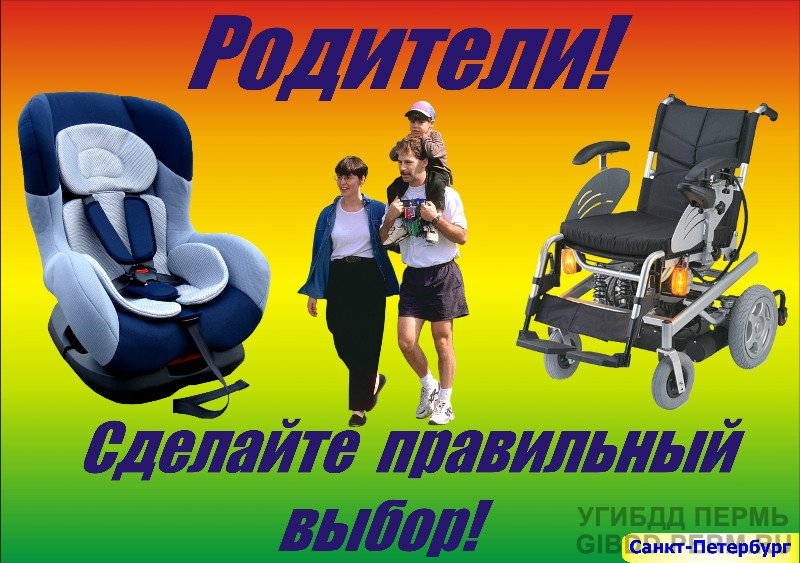 Родители!
Сделайте правильный
выбор!
УГИБДД ПЕРМЬ
Санкт-Петербург